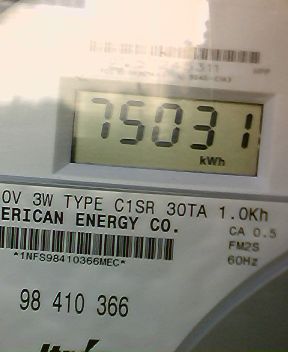 75031
kWh
0V 3W TYPE C1SR 30TA 1.0Kh
ERICAN ENERGY CO.
CA 0.5
FM2S
60Hz
*1NFS98410366MEC*
98 410 366